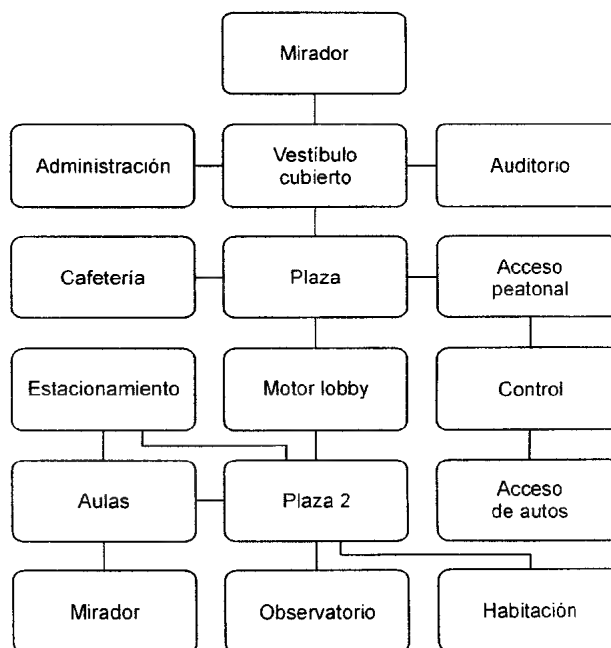 Mirador
Administración
Vestíbulo
cubierto
Auditorio
Cafetería
Plaza
Acceso
peatonal
Estacionamiento
Motor lobby
Control
Aulas
Plaza 2
Acceso
de autos
Mirador
Observatorio
Habitación